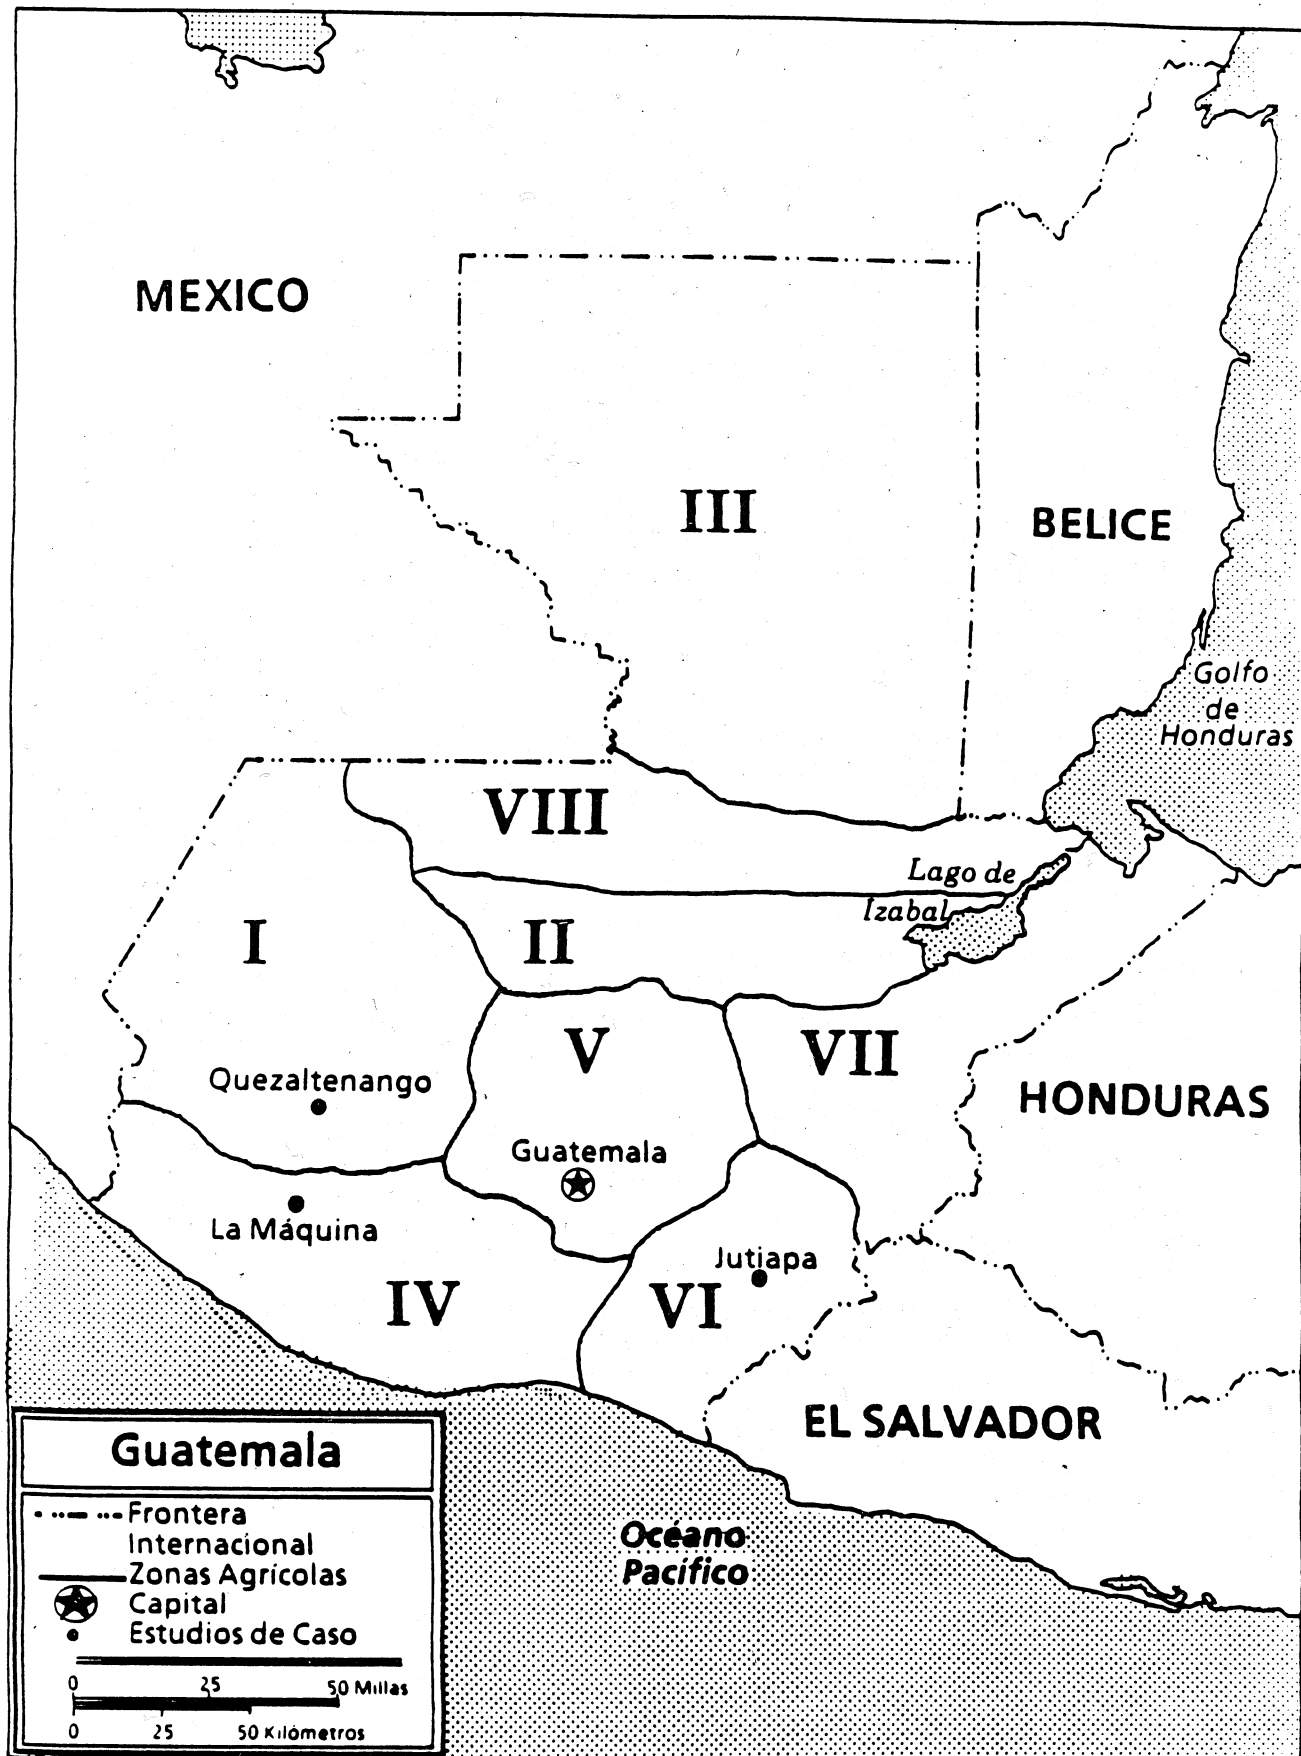 MEXICO
III
BELICE
Golfo
de
Honduras
VIII
Lago de
Izabal
I
II
V
VII
Quezaltenango
HONDURAS
Guatemala
La Máquina
Jutiapa
IV
VI
EL SALVADOR
Océano
Pacífico
Guatemala
Frontera
Internacional
Zonas Agrícolas
Capital
Estudios de Caso
0 25 50 Millas
0 25 50 Kilómetros